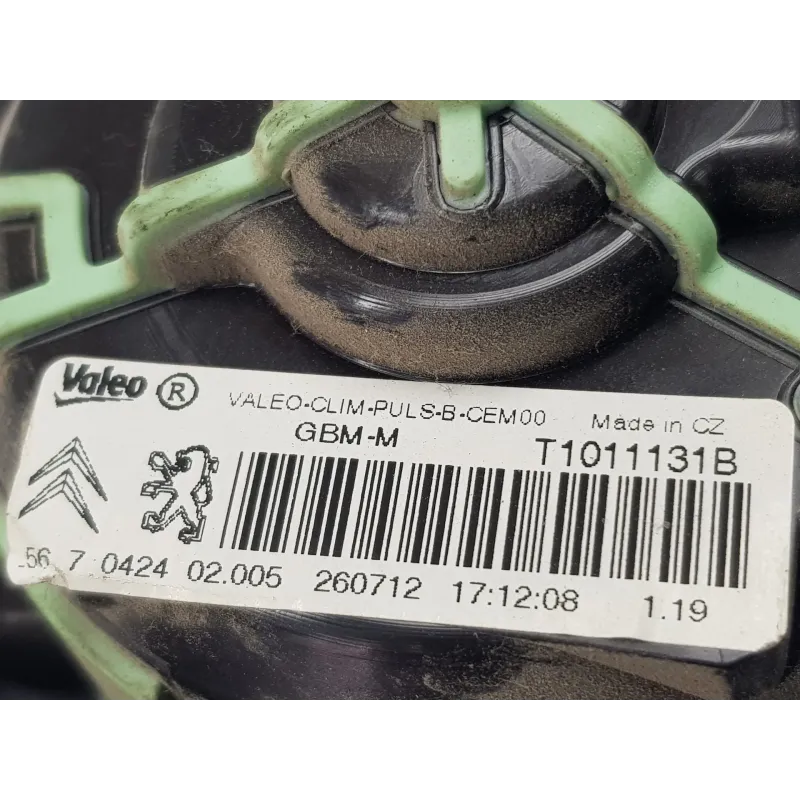 Valeo ® VALEO-CLIM-PULS-B-CEM00 Made in CZ
GBM-M T1011131B
56 7 0424 02.005 260712 17:12:08 1.19